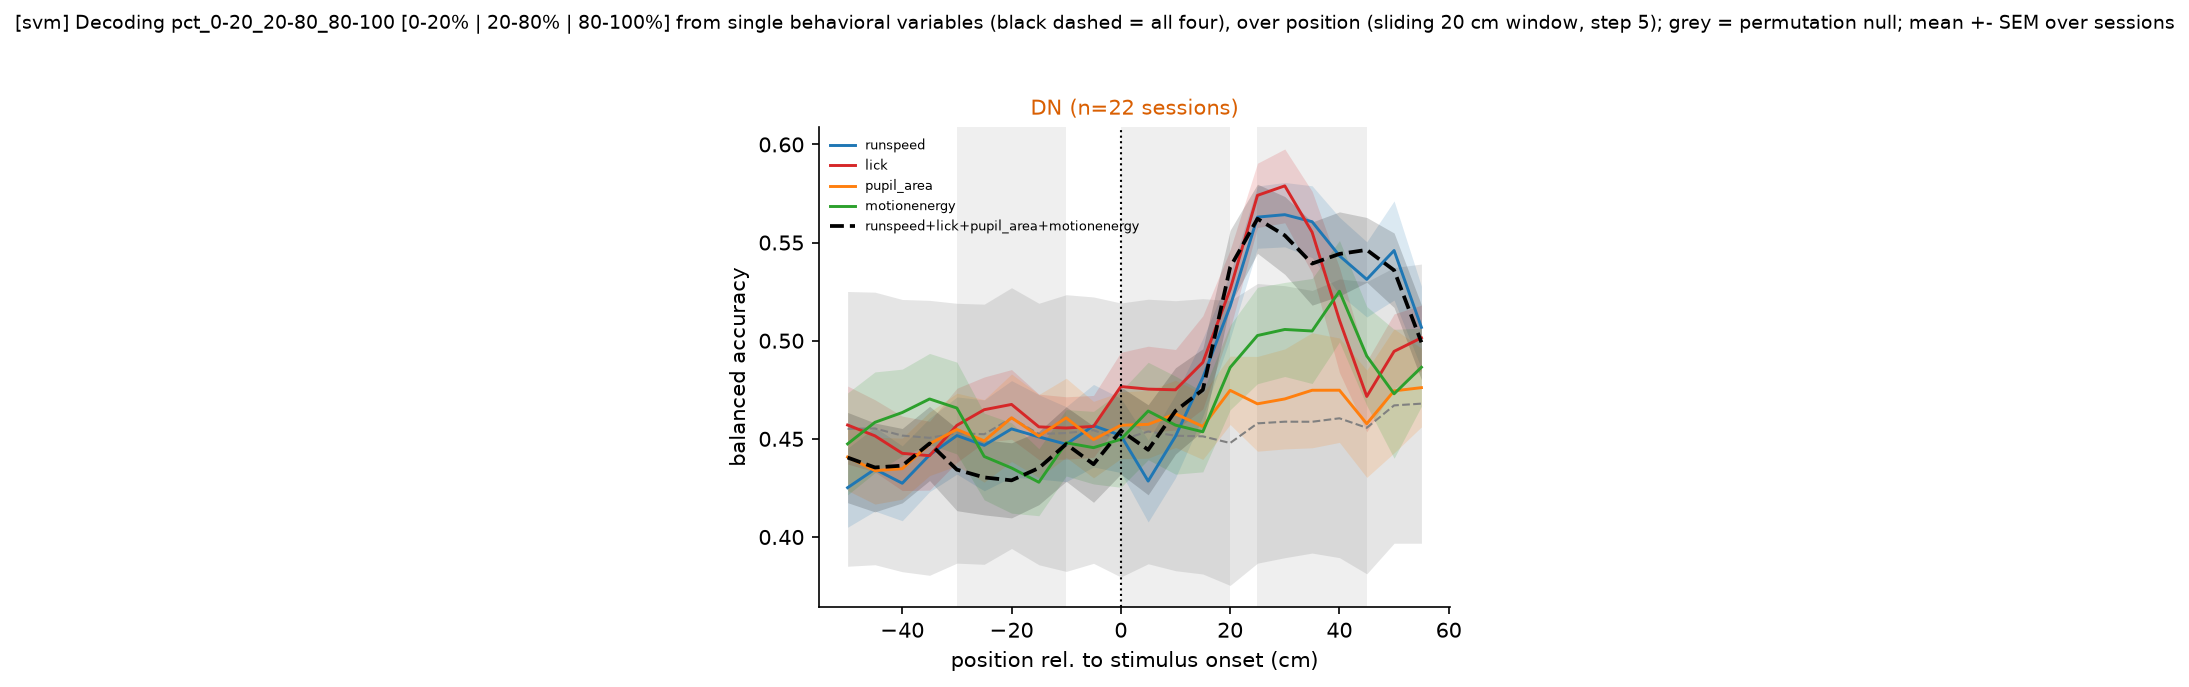 [svm] Decoding pct_0-20_20-80_80-100 [0-20% | 20-80% | 80-100%] from single behavioral variables (black dashed = all four), over position (sliding 20 cm window, step 5); grey = permutation null; mean +- SEM over sessions
DN (n=22 sessions)
runspeed
lick
pupil_area
motionenergy
runspeed+lick+pupil_area+motionenergy
balanced accuracy
0.60
0.55
0.50
0.45
0.40
−40
−20
0
20
40
60
position rel. to stimulus onset (cm)